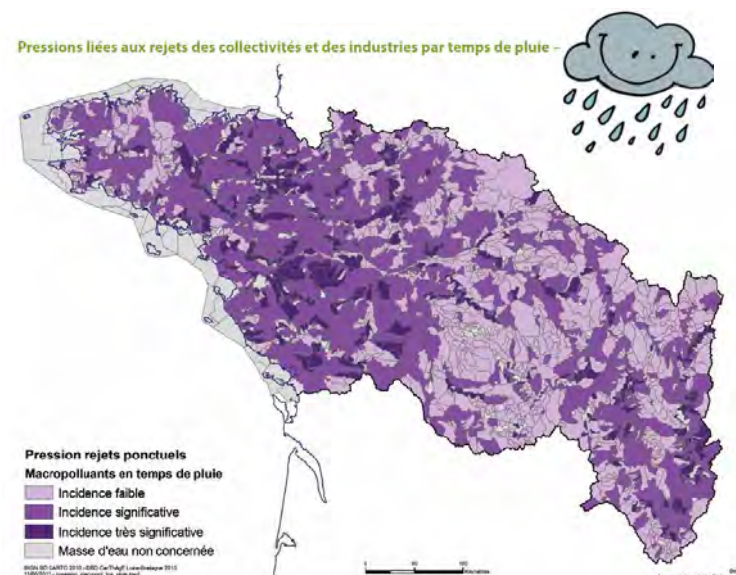 Pressions liées aux rejets des collectivités et des industries par temps de pluie –
Pression rejets ponctuels
Macropolluants en temps de pluie
Incidence faible
Incidence significative
Incidence très significative
Masse d'eau non concernée